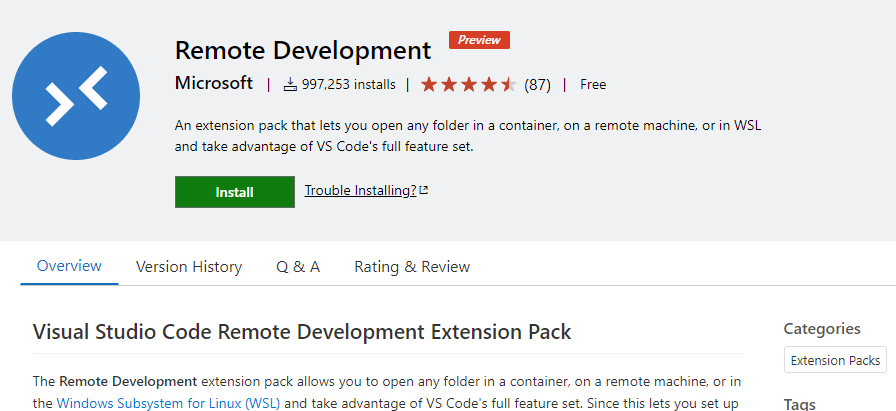 Remote Development Preview
Microsoft | 997,253 installs | (87) | Free
An extension pack that lets you open any folder in a container, on a remote machine, or in WSL
and take advantage of VS Code's full feature set.
Install Trouble Installing?
Overview Version History Q & A Rating & Review
Visual Studio Code Remote Development Extension Pack
The Remote Development extension pack allows you to open any folder in a container, on a remote machine, or in
the Windows Subsystem for Linux (WSL) and take advantage of VS Code's full feature set. Since this lets you set up
Categories
Extension Packs
Tags